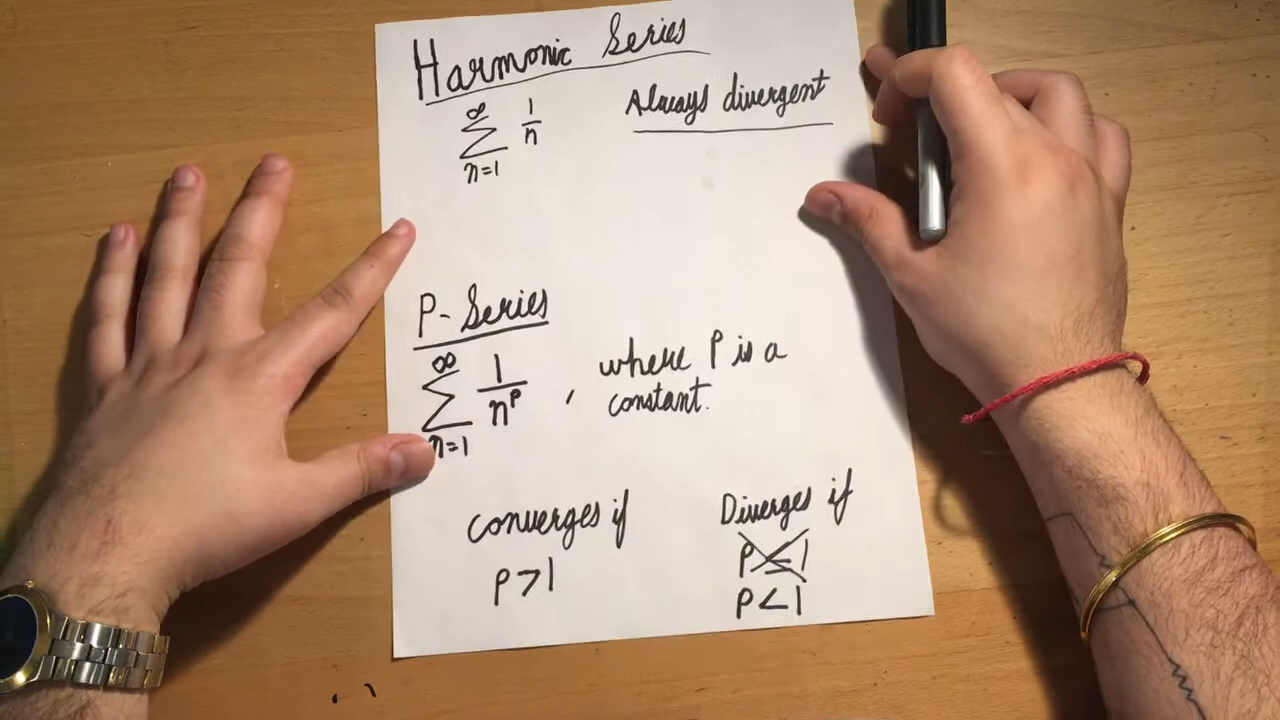 Harmonic Series
∞
∑ 1/n
n=1
Always divergent
P- Series
∞
∑ 1/n^p , where P is a
n=1
constant.
converges if
p > 1
Diverges if
p ≤ 1
p < 1